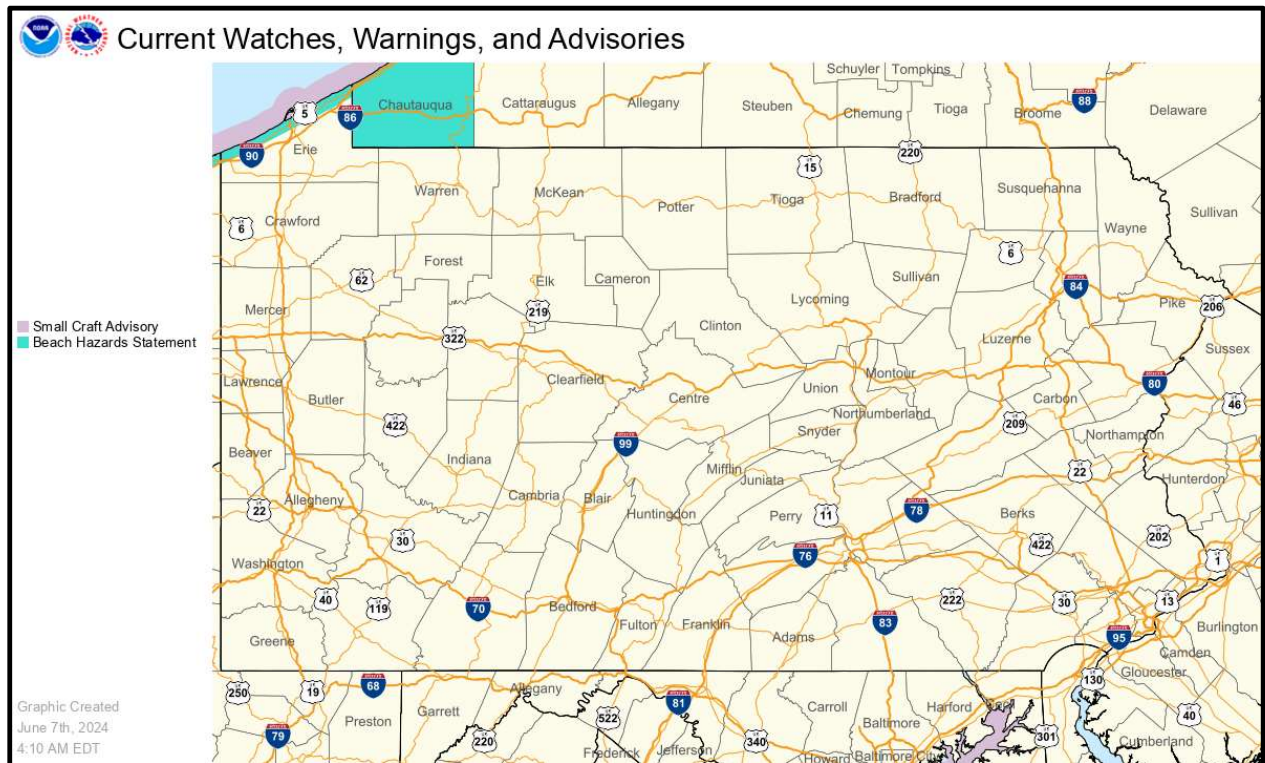 Current Watches, Warnings, and Advisories
Schuyler
Tompkins
Chautauqua
Cattaraugus
Allegany
Steuben
Chemung
Tioga
Broome
88
Delaware
5
86
90
Erie
15
220
Warren
McKean
Potter
Tioga
Bradford
Susquehanna
Wayne
Sullivan
Crawford
6
Forest
62
Elk
Cameron
Sullivan
6
84
Pike
206
Mercer
219
Lycoming
Clinton
Luzerne
Sussex
Small Craft Advisory
Beach Hazards Statement
322
Lawrence
Butler
Clearfield
Centre
Union
Montour
Carbon
80
46
422
Northumberland
Snyder
209
Northampton
99
Beaver
Indiana
Mifflin
Juniata
22
Hunterdon
Allegheny
Cambria
Blair
Huntingdon
Perry
11
78
Berks
22
30
76
422
202
1
Washington
40
119
70
Bedford
Fulton
Franklin
Adams
83
222
30
13
95
Burlington
Greene
Camden
Gloucester
250
19
68
Allegany
130
Graphic Created
June 7th, 2024
4:10 AM EDT
79
Preston
Garrett
220
522
81
Frederick
Jefferson
340
Carroll
Howard
Baltimore
Baltimore City
Harford
301
40
Cumberland